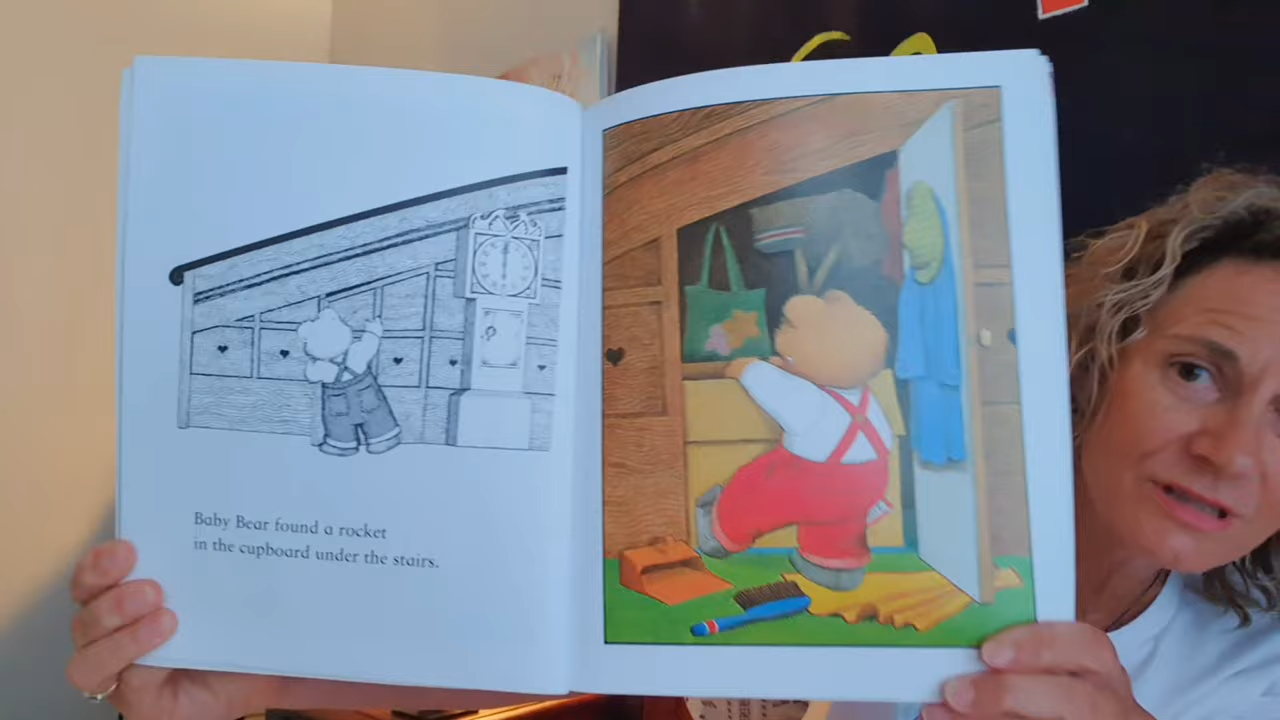 Baby Bear found a rocket
in the cupboard under the stairs.